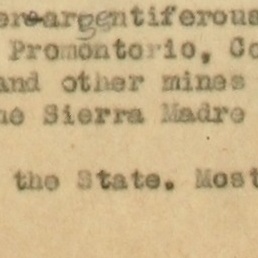 argentiferous
Promontorio, Co
and other mines
Sierra Madre
the State. Most